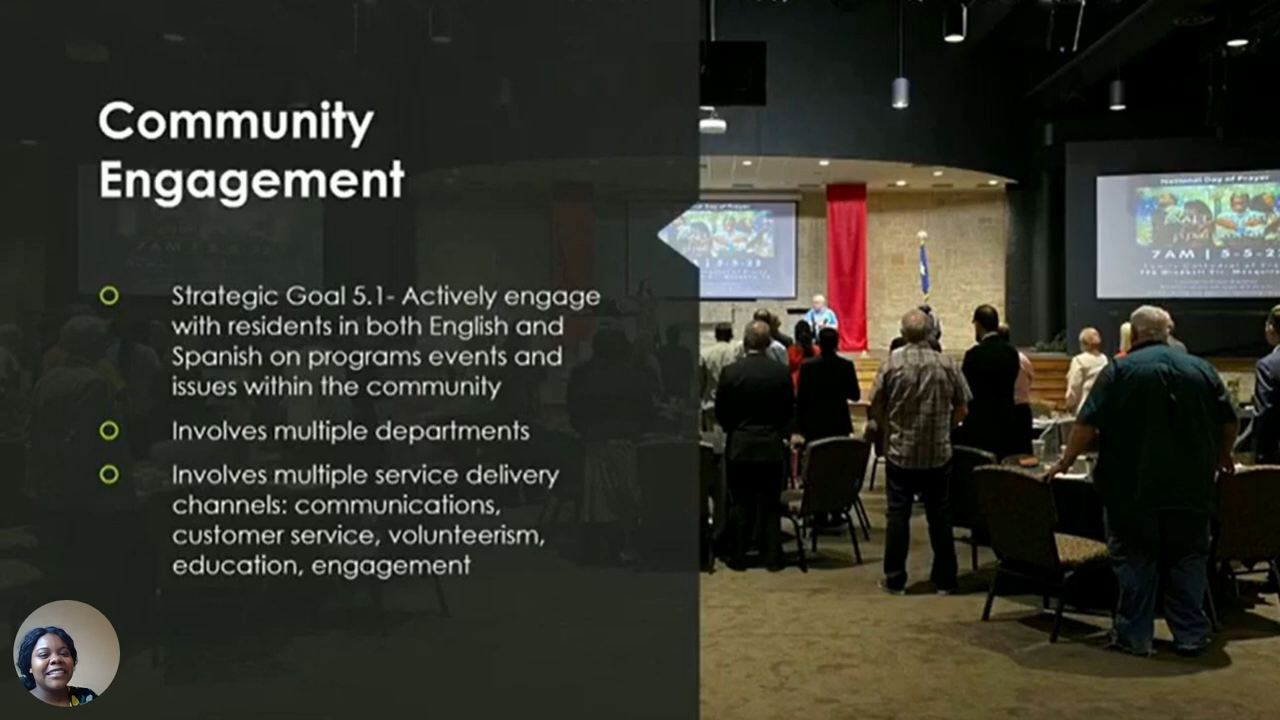 Community
Engagement
Strategic Goal 5.1- Actively engage
with residents in both English and
Spanish on programs events and
issues within the community
Involves multiple departments
Involves multiple service delivery
channels: communications,
customer service, volunteerism,
education, engagement
National Day of Prayer
7AM | 5-5-2